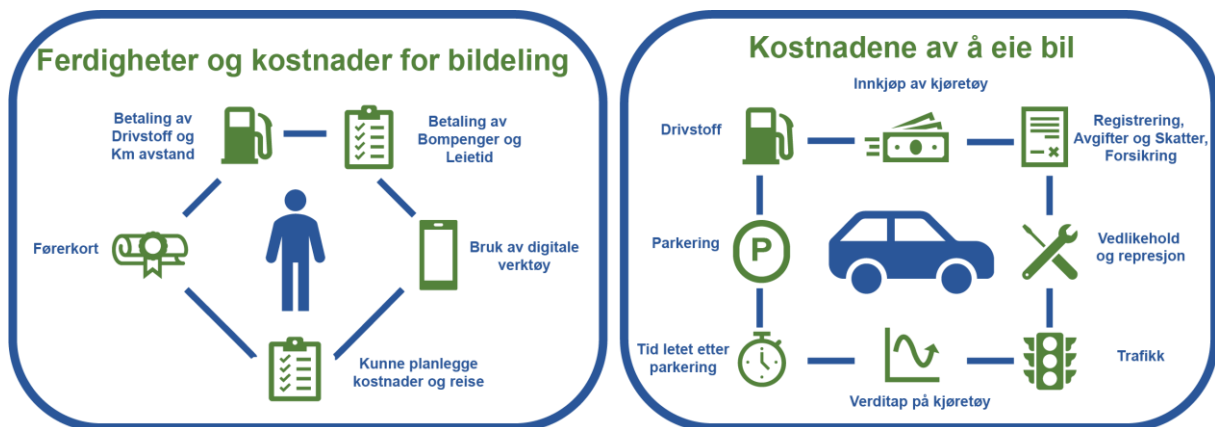 Ferdigheter og kostnader for bildeling
Betaling av
Drivstoff og
Km avstand
Betaling av
Bompenger og
Leietid
Førerkort
Bruk av digitale
verktøy
Kunne planlegge
kostnader og reise
Kostnadene av å eie bil
Innkjøp av kjøretøy
Drivstoff
Registrering,
Avgifter og Skatter,
Forsikring
Parkering
P
Vedlikehold
og represjon
Tid letet etter
parkering
Trafikk
Verditap på kjøretøy